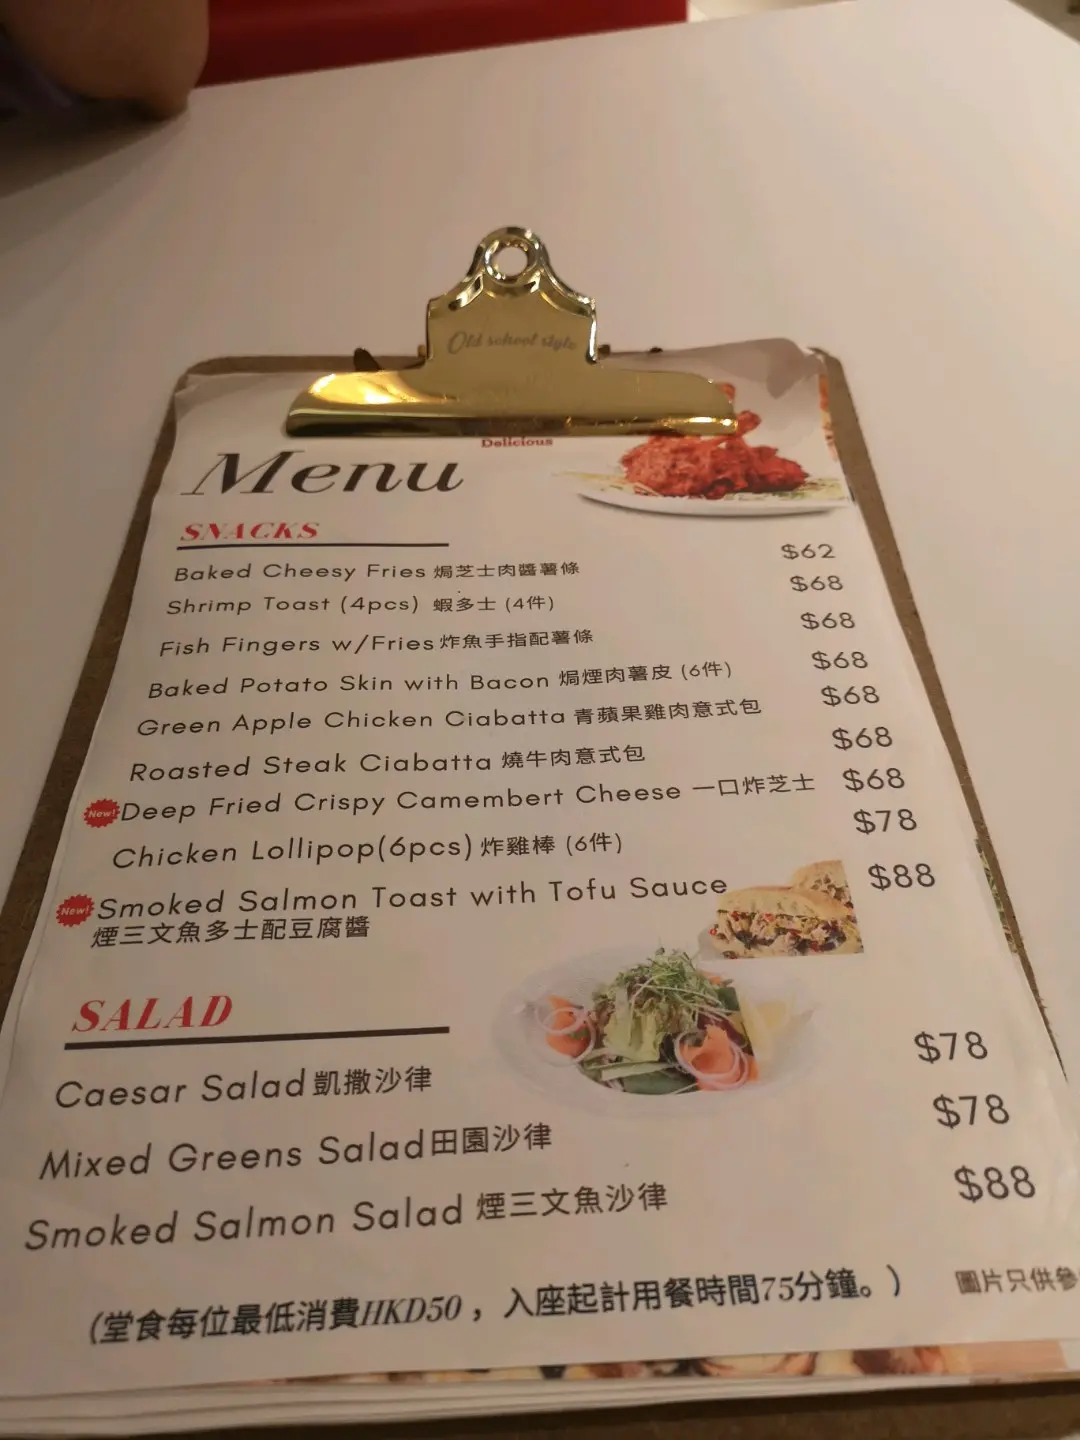 Old school style
Delicious
Menu
SNACKS
Baked Cheesy Fries 焗芝士肉醬薯條 $62
Shrimp Toast (4pcs) 蝦多士 (4件) $68
Fish Fingers w/Fries 炸魚手指配薯條 $68
Baked Potato Skin with Bacon 焗煙肉薯皮 (6件) $68
Green Apple Chicken Ciabatta 青蘋果雞肉意式包 $68
Roasted Steak Ciabatta 燒牛肉意式包 $68
New! Deep Fried Crispy Camembert Cheese 一口炸芝士 $68
Chicken Lollipop(6pcs) 炸雞棒 (6件) $78
New! Smoked Salmon Toast with Tofu Sauce $88
煙三文魚多士配豆腐醬
SALAD
Caesar Salad 凱撒沙律 $78
Mixed Greens Salad 田園沙律 $78
Smoked Salmon Salad 煙三文魚沙律 $88
(堂食每位最低消費HKD50，入座起計用餐時間75分鐘。)
圖片只供參